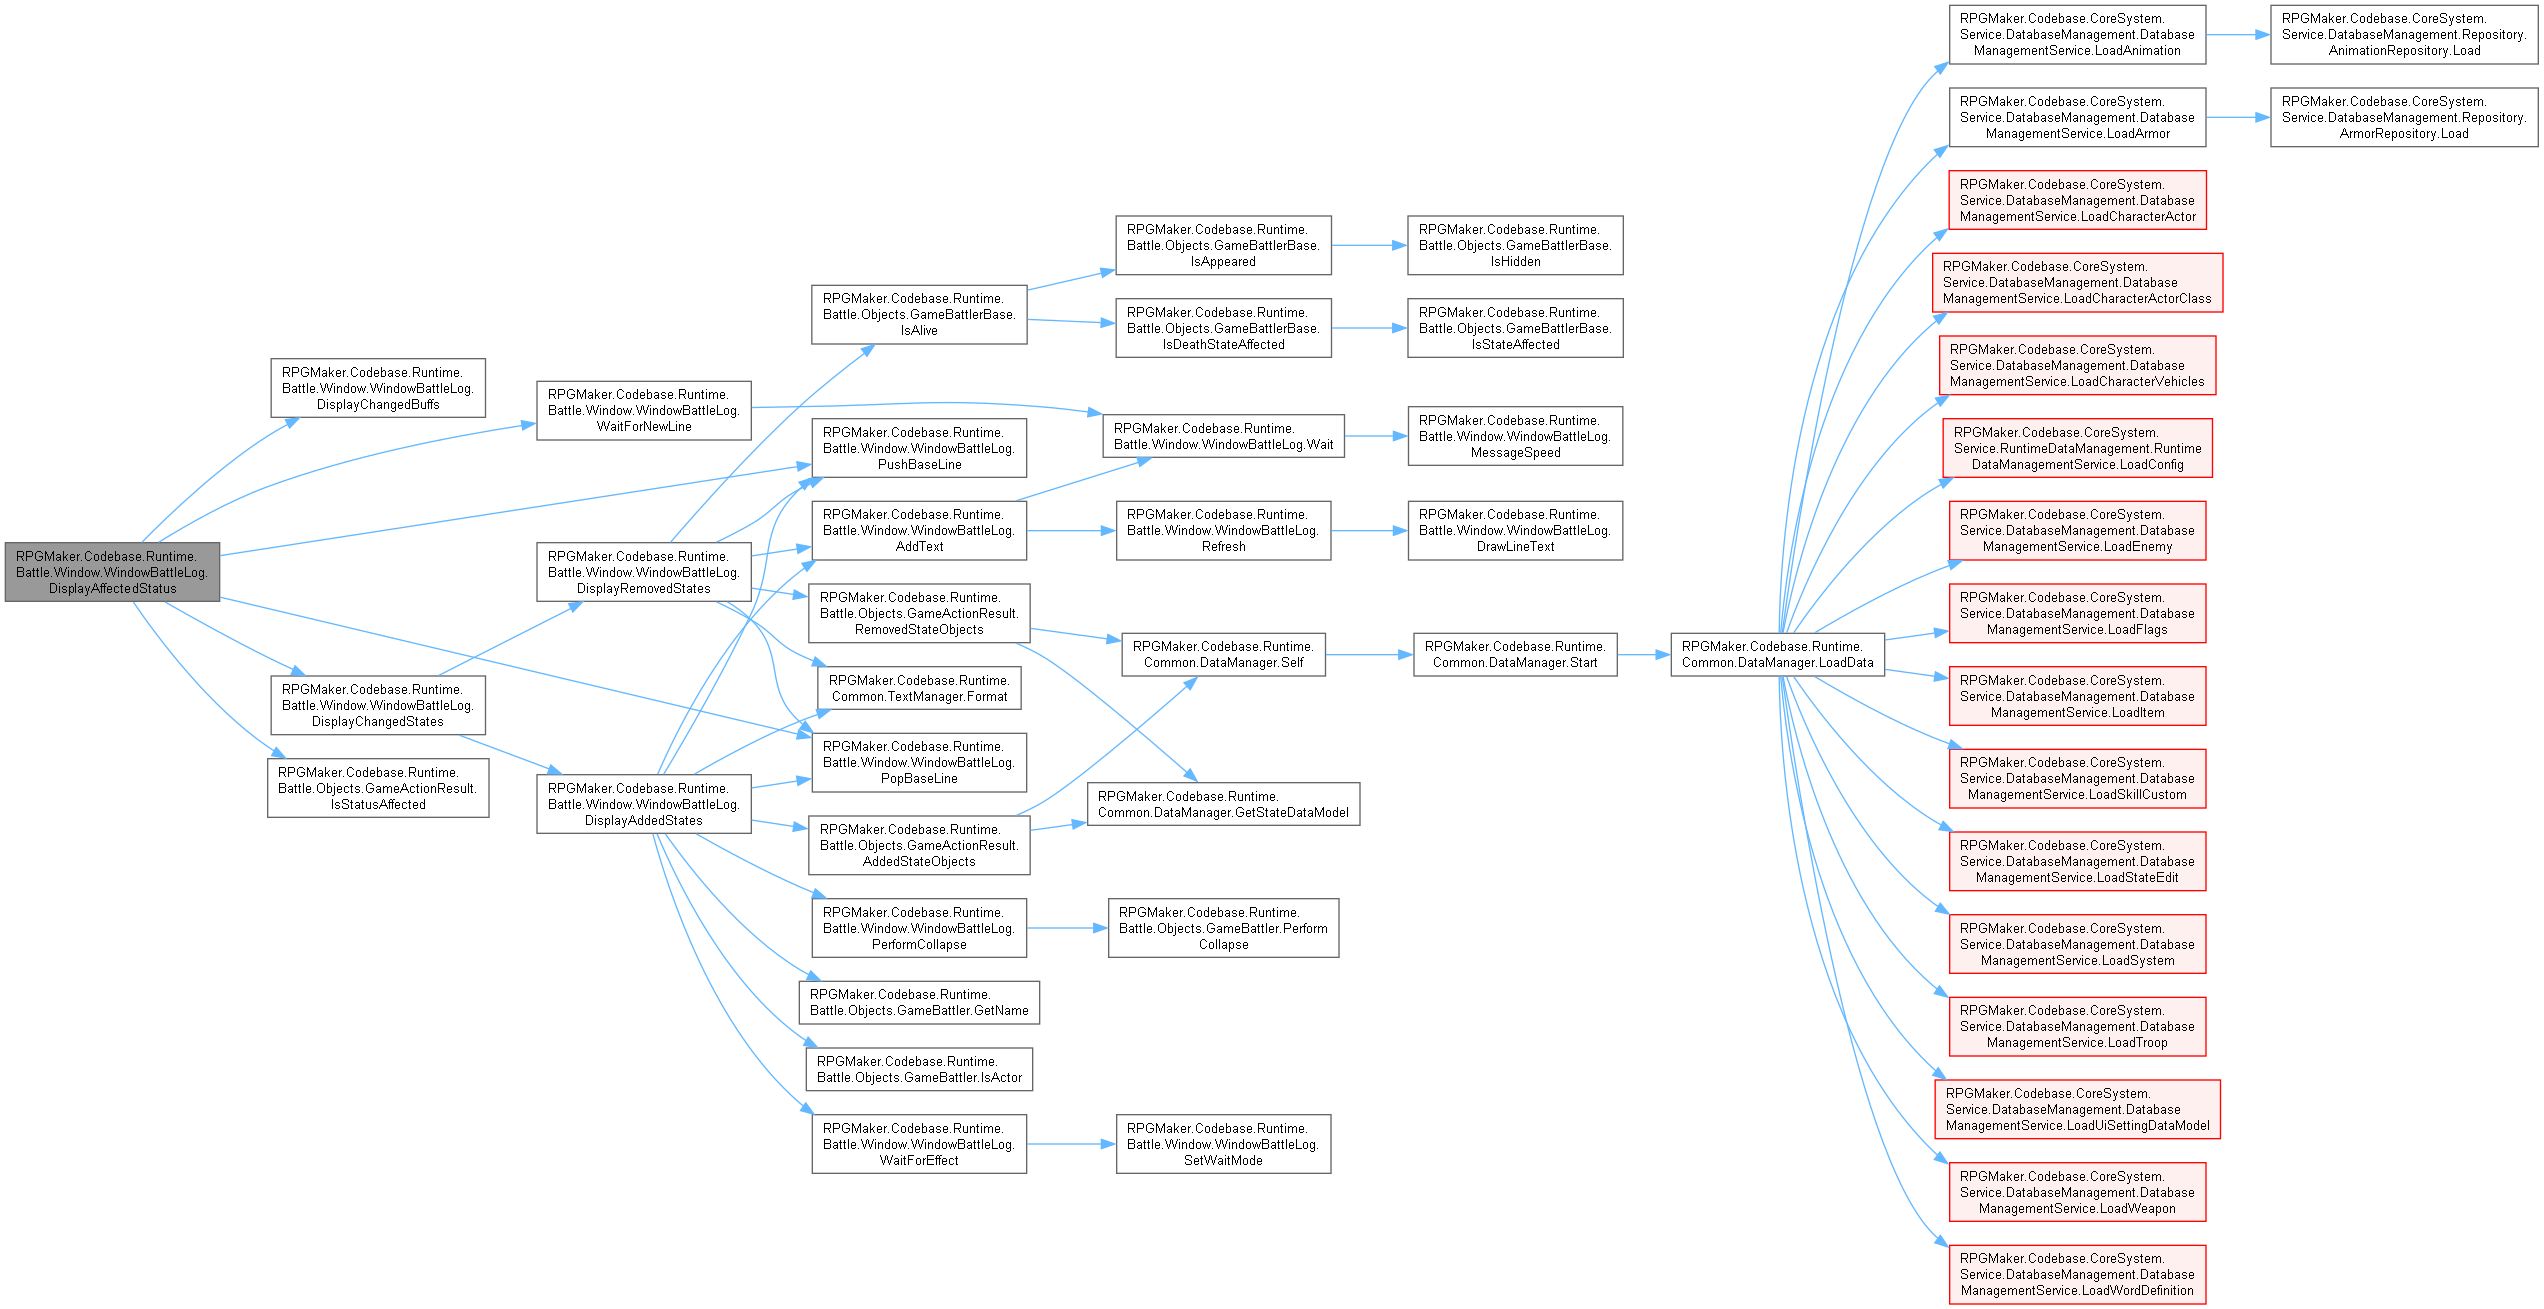 RPGMaker.Codebase.Runtime.
Battle.Window.WindowBattleLog.
DisplayAffectedStatus
RPGMaker.Codebase.Runtime.
Battle.Window.WindowBattleLog.
DisplayChangedBuffs
RPGMaker.Codebase.Runtime.
Battle.Window.WindowBattleLog.
DisplayChangedStates
RPGMaker.Codebase.Runtime.
Battle.Objects.GameActionResult.
IsStatusAffected
RPGMaker.Codebase.Runtime.
Battle.Window.WindowBattleLog.
WaitForNewLine
RPGMaker.Codebase.Runtime.
Battle.Window.WindowBattleLog.
DisplayRemovedStates
RPGMaker.Codebase.Runtime.
Battle.Window.WindowBattleLog.
DisplayAddedStates
RPGMaker.Codebase.Runtime.
Battle.Objects.GameBattlerBase.
IsAlive
RPGMaker.Codebase.Runtime.
Battle.Window.WindowBattleLog.
PushBaseLine
RPGMaker.Codebase.Runtime.
Battle.Window.WindowBattleLog.
AddText
RPGMaker.Codebase.Runtime.
Battle.Objects.GameActionResult.
RemovedStateObjects
RPGMaker.Codebase.Runtime.
Common.TextManager.Format
RPGMaker.Codebase.Runtime.
Battle.Window.WindowBattleLog.
PopBaseLine
RPGMaker.Codebase.Runtime.
Battle.Objects.GameActionResult.
AddedStateObjects
RPGMaker.Codebase.Runtime.
Battle.Window.WindowBattleLog.
PerformCollapse
RPGMaker.Codebase.Runtime.
Battle.Objects.GameBattler.GetName
RPGMaker.Codebase.Runtime.
Battle.Objects.GameBattler.IsActor
RPGMaker.Codebase.Runtime.
Battle.Window.WindowBattleLog.
WaitForEffect
RPGMaker.Codebase.Runtime.
Battle.Objects.GameBattlerBase.
IsAppeared
RPGMaker.Codebase.Runtime.
Battle.Objects.GameBattlerBase.
IsDeathStateAffected
RPGMaker.Codebase.Runtime.
Battle.Window.WindowBattleLog.Wait
RPGMaker.Codebase.Runtime.
Battle.Window.WindowBattleLog.
Refresh
RPGMaker.Codebase.Runtime.
Common.DataManager.Self
RPGMaker.Codebase.Runtime.
Common.DataManager.GetStateDataModel
RPGMaker.Codebase.Runtime.
Battle.Objects.GameBattler.Perform
Collapse
RPGMaker.Codebase.Runtime.
Battle.Window.WindowBattleLog.
SetWaitMode
RPGMaker.Codebase.Runtime.
Battle.Objects.GameBattlerBase.
IsHidden
RPGMaker.Codebase.Runtime.
Battle.Objects.GameBattlerBase.
IsStateAffected
RPGMaker.Codebase.Runtime.
Battle.Window.WindowBattleLog.
MessageSpeed
RPGMaker.Codebase.Runtime.
Battle.Window.WindowBattleLog.
DrawLineText
RPGMaker.Codebase.Runtime.
Common.DataManager.Start
RPGMaker.Codebase.Runtime.
Common.DataManager.LoadData
RPGMaker.Codebase.CoreSystem.
Service.DatabaseManagement.Database
ManagementService.LoadAnimation
RPGMaker.Codebase.CoreSystem.
Service.DatabaseManagement.Database
ManagementService.LoadArmor
RPGMaker.Codebase.CoreSystem.
Service.DatabaseManagement.Database
ManagementService.LoadCharacterActor
RPGMaker.Codebase.CoreSystem.
Service.DatabaseManagement.Database
ManagementService.LoadCharacterActorClass
RPGMaker.Codebase.CoreSystem.
Service.DatabaseManagement.Database
ManagementService.LoadCharacterVehicles
RPGMaker.Codebase.CoreSystem.
Service.RuntimeDataManagement.Runtime
DataManagementService.LoadConfig
RPGMaker.Codebase.CoreSystem.
Service.DatabaseManagement.Database
ManagementService.LoadEnemy
RPGMaker.Codebase.CoreSystem.
Service.DatabaseManagement.Database
ManagementService.LoadFlags
RPGMaker.Codebase.CoreSystem.
Service.DatabaseManagement.Database
ManagementService.LoadItem
RPGMaker.Codebase.CoreSystem.
Service.DatabaseManagement.Database
ManagementService.LoadSkillCustom
RPGMaker.Codebase.CoreSystem.
Service.DatabaseManagement.Database
ManagementService.LoadStateEdit
RPGMaker.Codebase.CoreSystem.
Service.DatabaseManagement.Database
ManagementService.LoadSystem
RPGMaker.Codebase.CoreSystem.
Service.DatabaseManagement.Database
ManagementService.LoadTroop
RPGMaker.Codebase.CoreSystem.
Service.DatabaseManagement.Database
ManagementService.LoadUiSettingDataModel
RPGMaker.Codebase.CoreSystem.
Service.DatabaseManagement.Database
ManagementService.LoadWeapon
RPGMaker.Codebase.CoreSystem.
Service.DatabaseManagement.Database
ManagementService.LoadWordDefinition
RPGMaker.Codebase.CoreSystem.
Service.DatabaseManagement.Repository.
AnimationRepository.Load
RPGMaker.Codebase.CoreSystem.
Service.DatabaseManagement.Repository.
ArmorRepository.Load